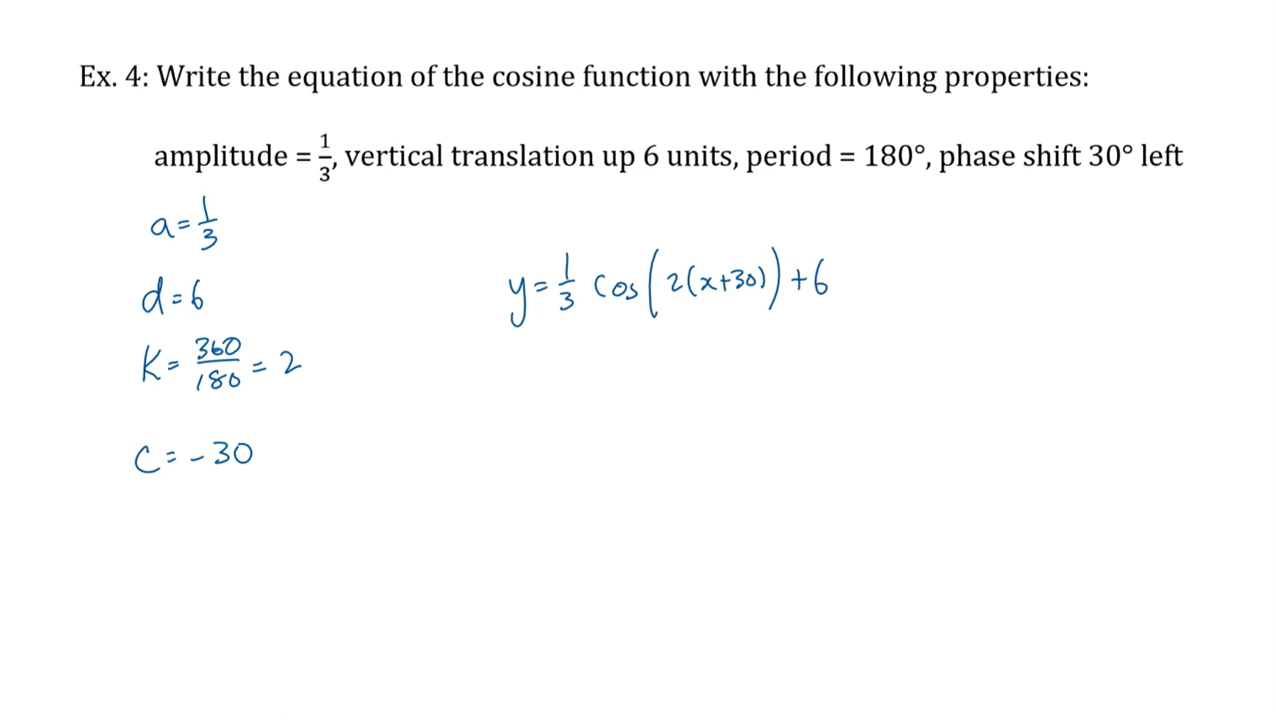 Ex. 4: Write the equation of the cosine function with the following properties:
amplitude = 1/3, vertical translation up 6 units, period = 180°, phase shift 30° left
a = 1/3
d = 6
y = 1/3 cos(2(x+30)) + 6
K = 360/180 = 2
C = -30